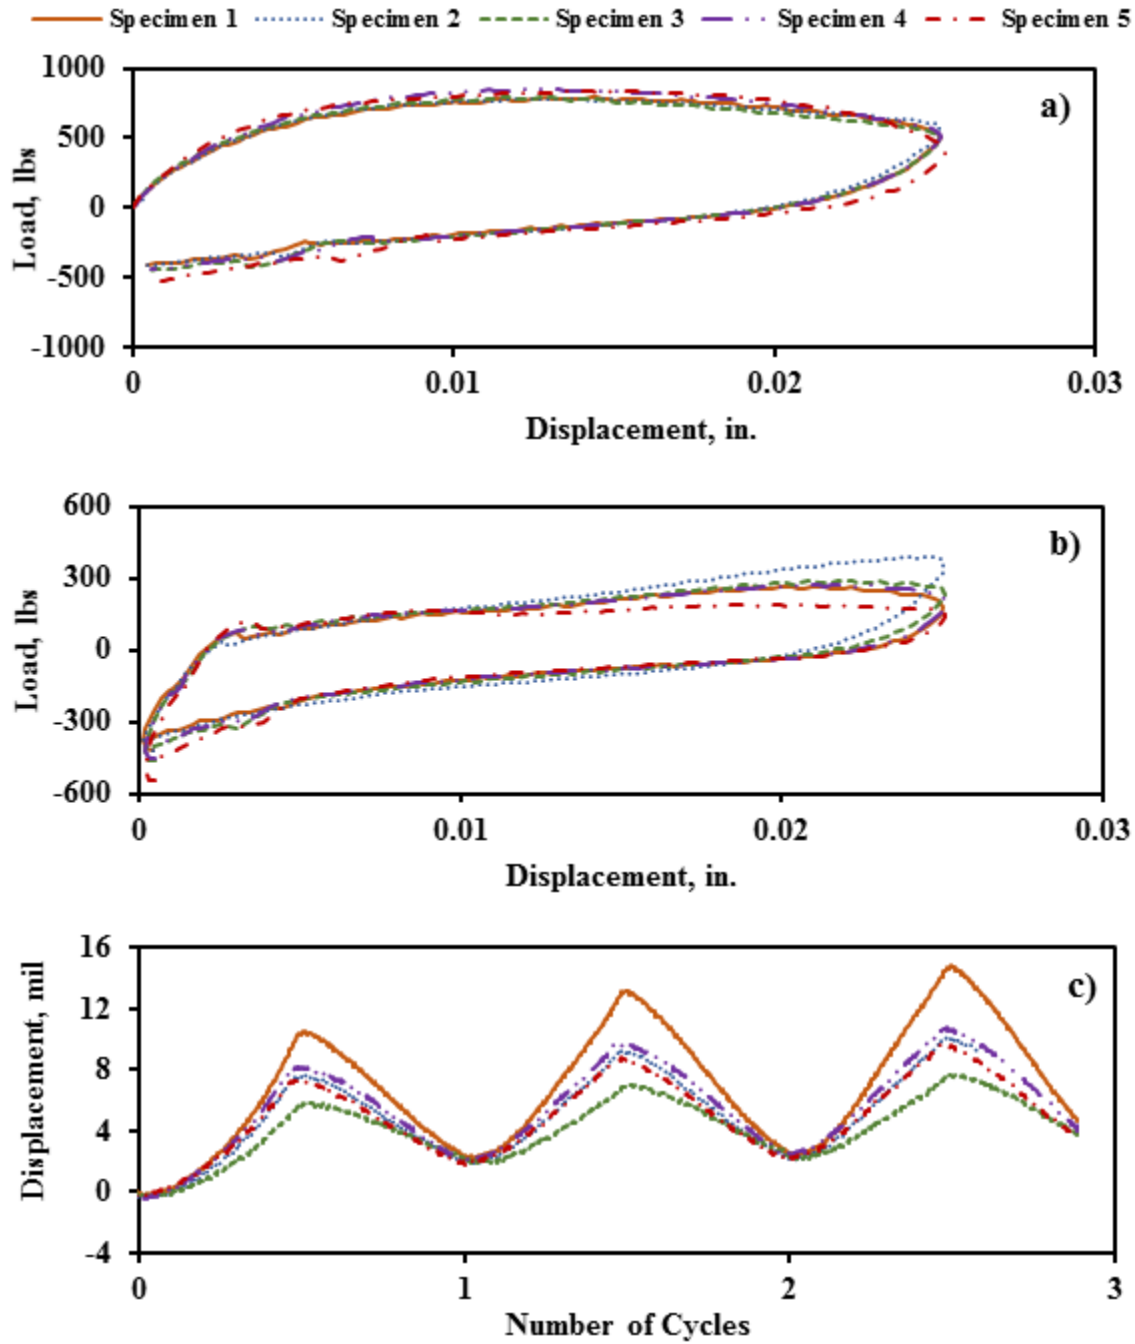 Specimen 1 Specimen 2 Specimen 3 Specimen 4 Specimen 5
1000
a)
500
Load, lbs
0
-500
-1000
0 0.01 0.02 0.03
Displacement, in.
600
b)
300
Load, lbs
0
-300
-600
0 0.01 0.02 0.03
Displacement, in.
16
c)
12
Displacement, mil
8
4
0
-4
0 1 2 3
Number of Cycles